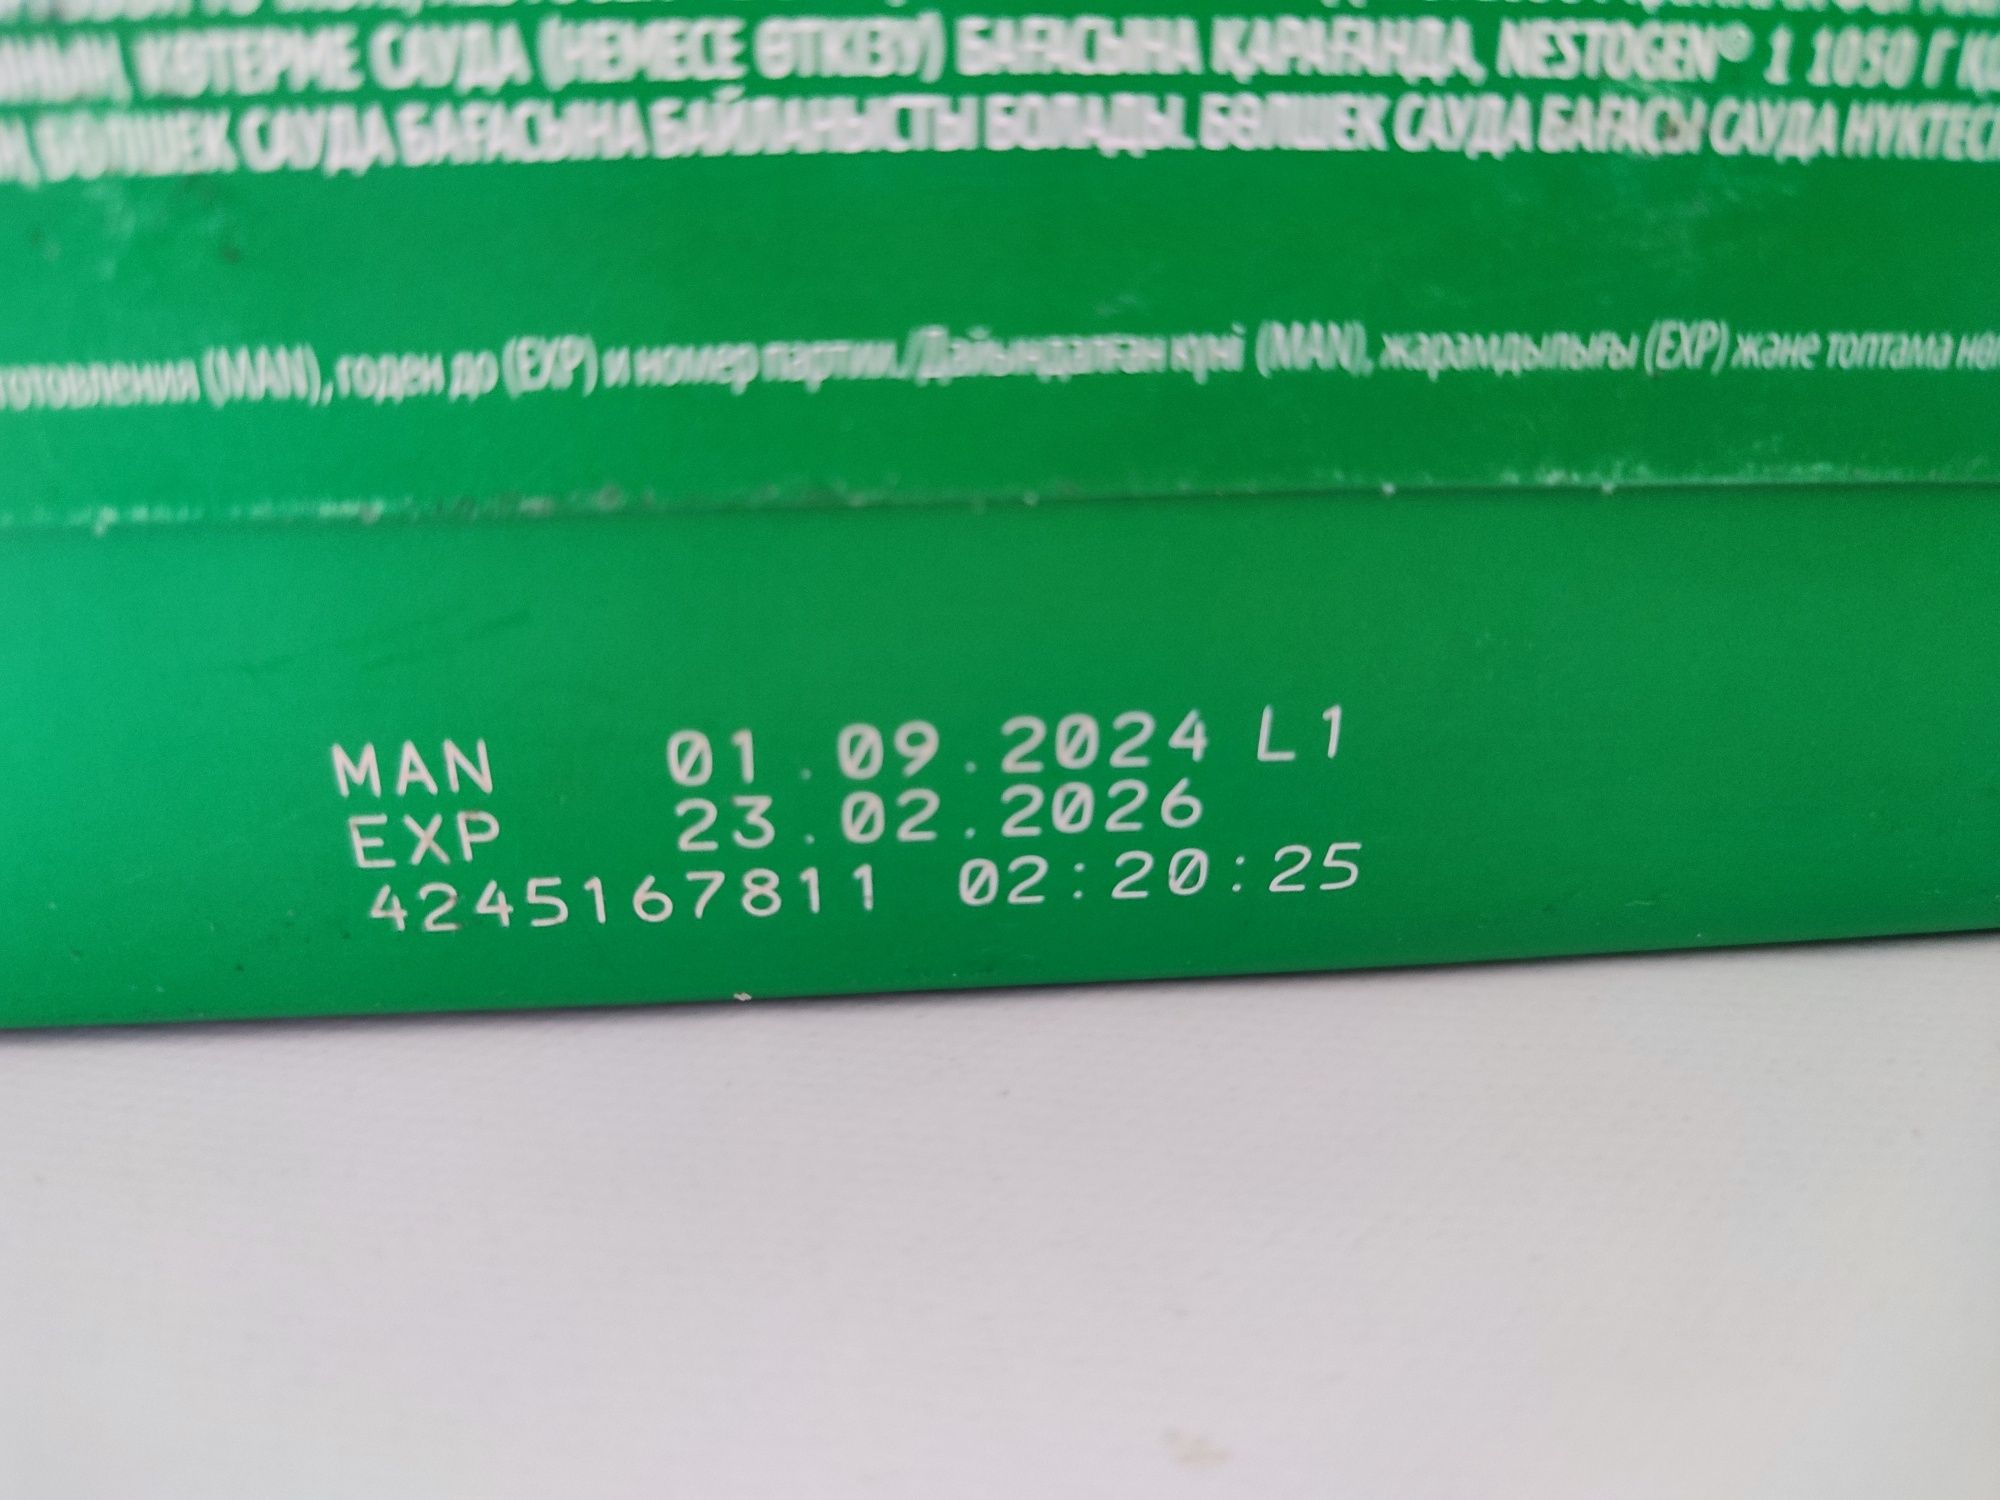 КӨТЕРМЕ САУДА (НЕМЕСЕ ӨТКІЗУ) БАҒАСЫНА ҚАРАҒАНДА, NESTOGEN® 1 1050 Г
БӨЛШЕК САУДА БАҒАСЫНА БАЙЛАНЫСТЫ БОЛАДЫ. БӨЛШЕК САУДА БАҒАСЫ САУДА
(MAN), годен до (EXP) и номер партии./Дайындалған күні (MAN), жарамдылығы (EXP) және топтама
MAN 01.09.2024 L1
EXP 23.02.2026
4245167811 02:20:25